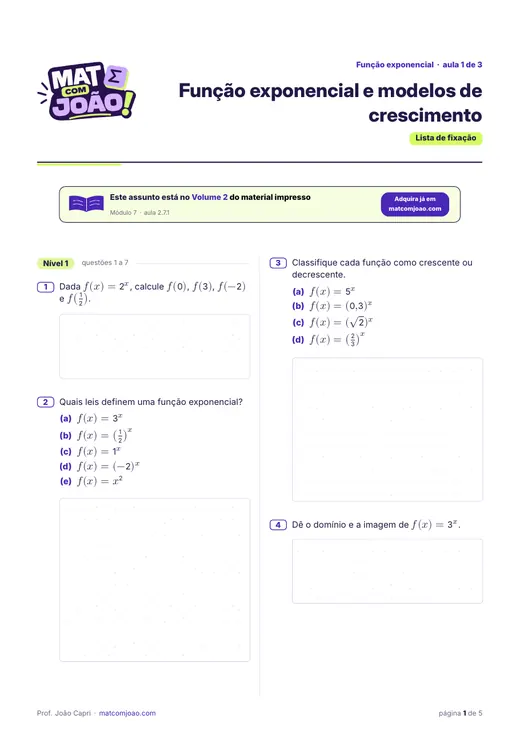 MAT
COM
JOÃO!
Σ
Função exponencial · aula 1 de 3
Função exponencial e modelos de
crescimento
Lista de fixação
Este assunto está no Volume 2 do material impresso
Módulo 7 · aula 2.7.1
Adquira já em
matcomjoao.com
Nível 1 questões 1 a 7
1 Dada f(x) = 2^x, calcule f(0), f(3), f(−2)
e f(1/2).
2 Quais leis definem uma função exponencial?
(a) f(x) = 3^x
(b) f(x) = (1/2)^x
(c) f(x) = 1^x
(d) f(x) = (−2)^x
(e) f(x) = x^2
3 Classifique cada função como crescente ou
decrescente.
(a) f(x) = 5^x
(b) f(x) = (0,3)^x
(c) f(x) = (√2)^x
(d) f(x) = (2/3)^x
4 Dê o domínio e a imagem de f(x) = 3^x.
Prof. João Capri · matcomjoao.com
página 1 de 5